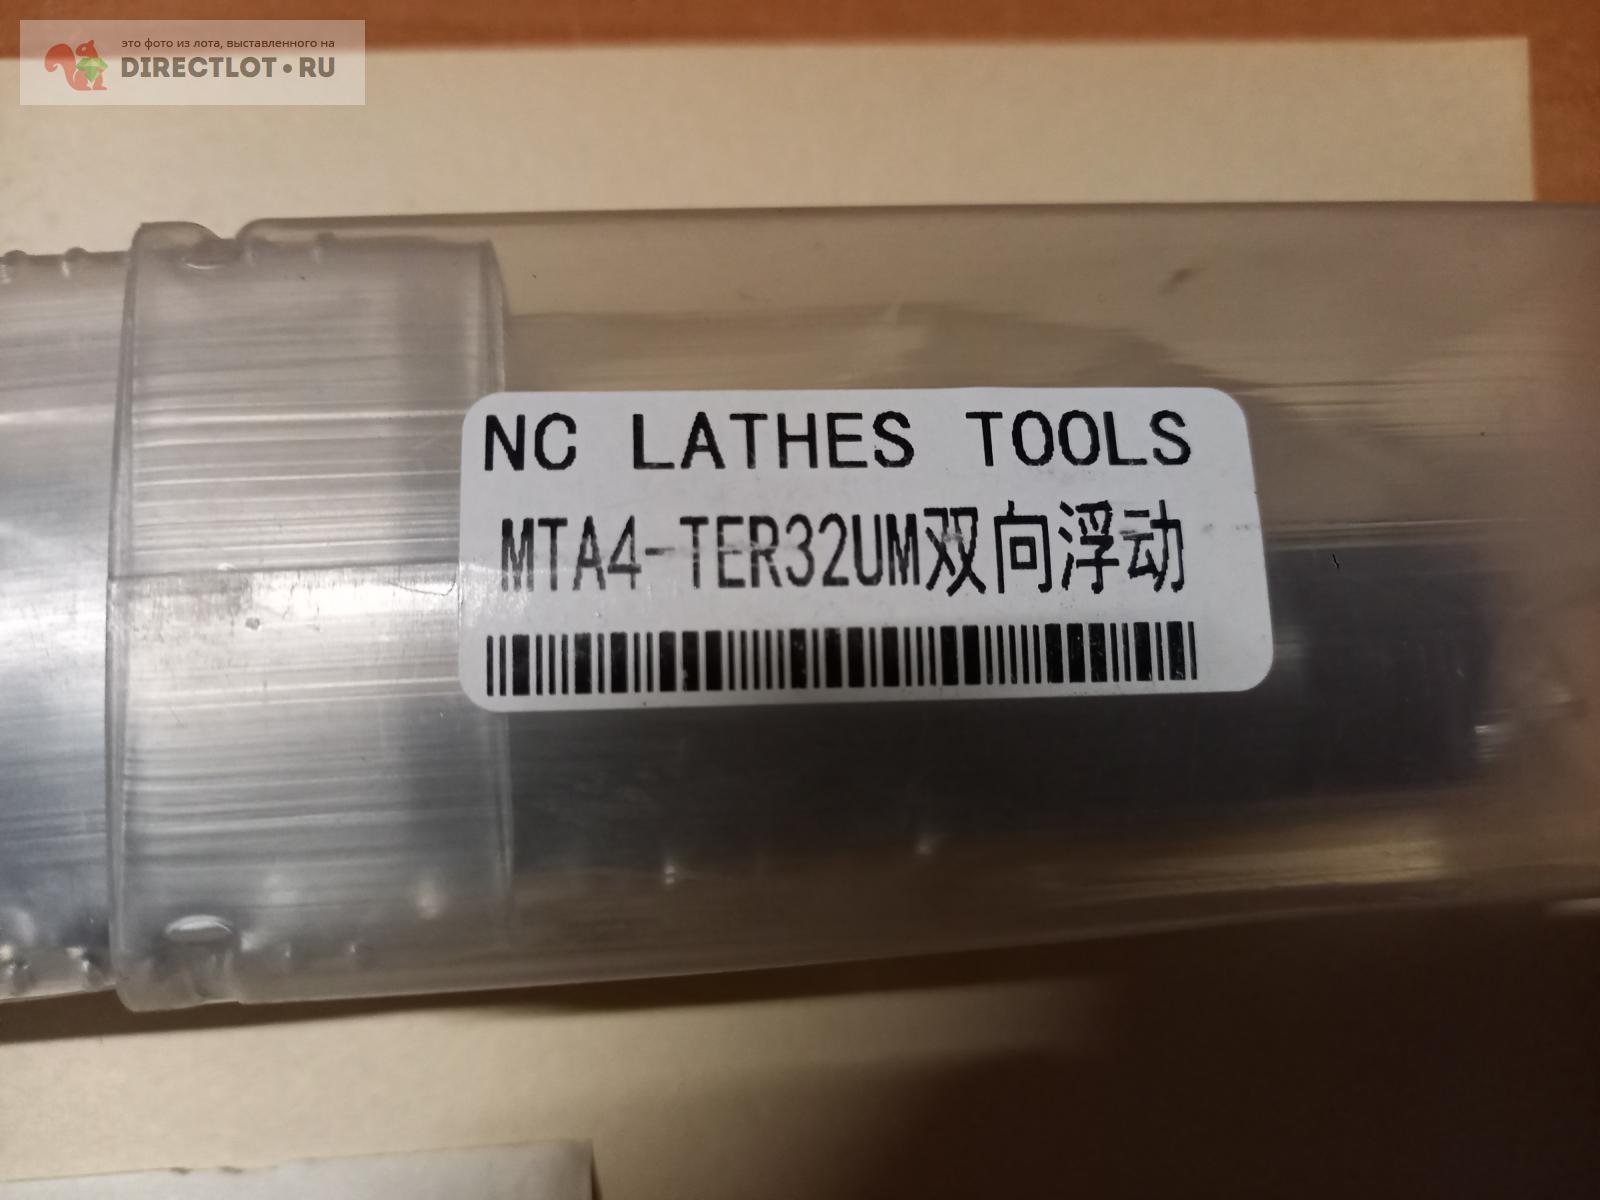 это фото из лота, выставленного на
DIRECTLOT•RU
NC LATHES TOOLS
MTA4-TER32UM双向浮动